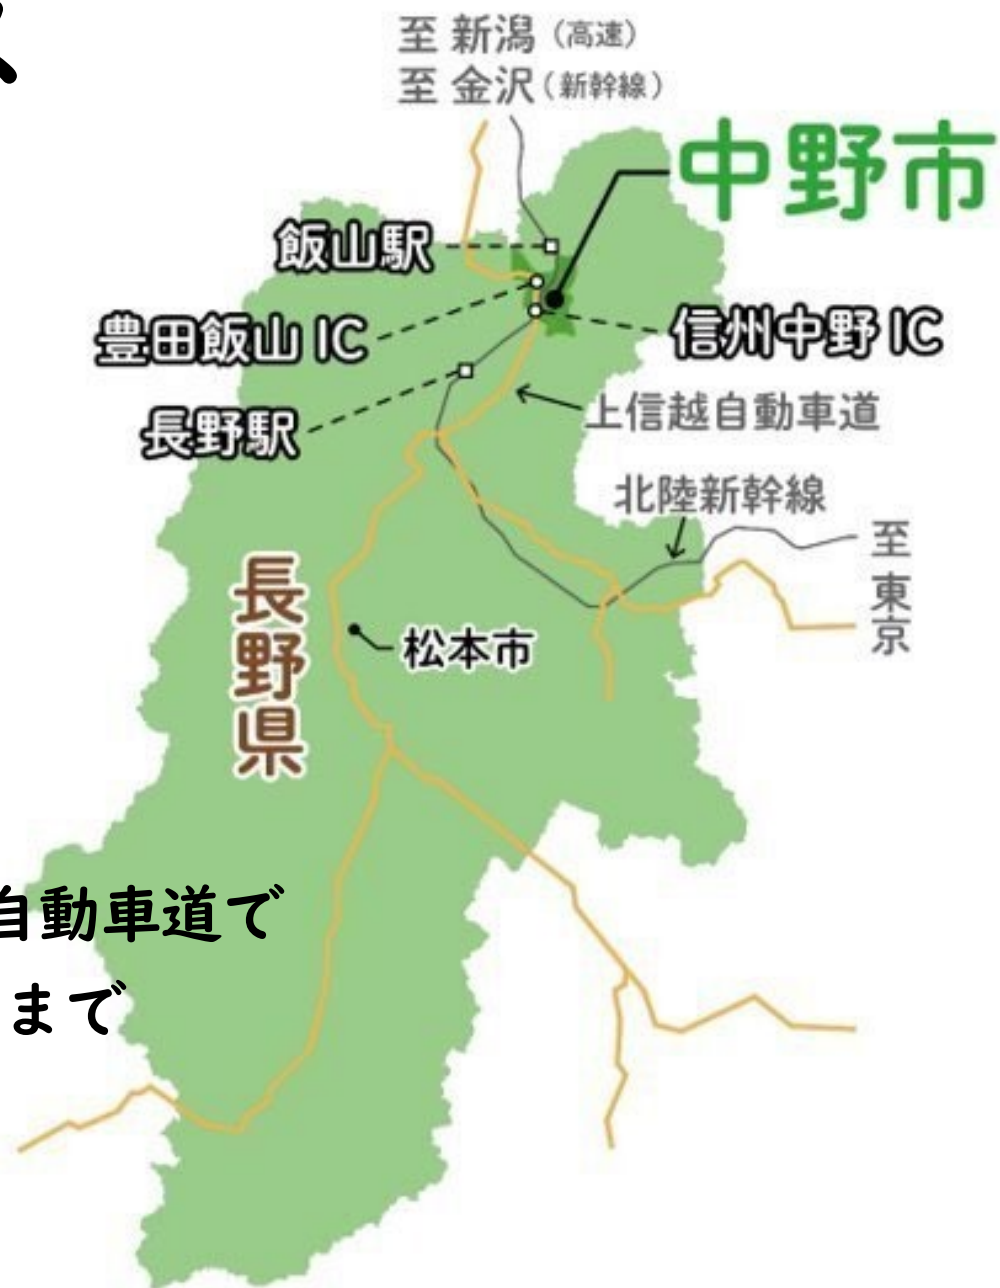 ス
至 新潟（高速）
至 金沢（新幹線）
中野市
飯山駅
豊田飯山 IC
信州中野 IC
長野駅
上信越自動車道
北陸新幹線
至
東
京
長野県
松本市
自動車道で
まで